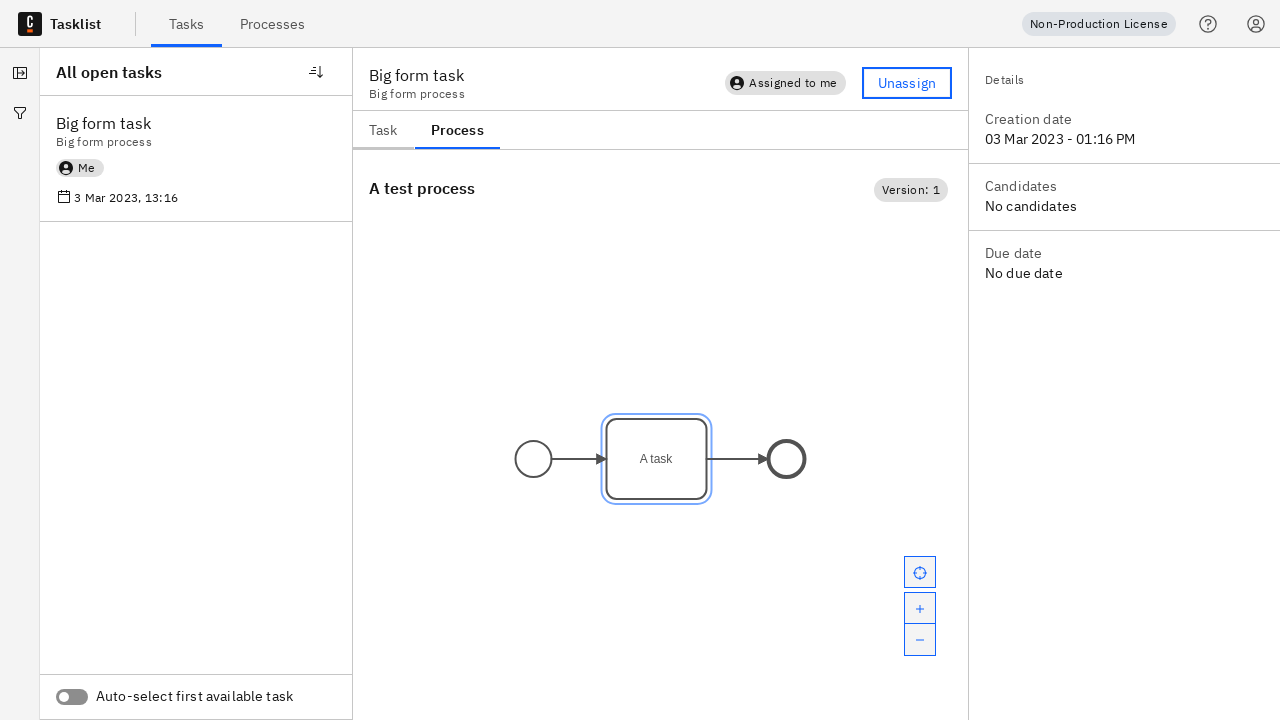 Tasklist
Tasks
Processes
Non-Production License
All open tasks
Big form task
Big form process
Me
3 Mar 2023, 13:16
Auto-select first available task
Big form task
Big form process
Assigned to me
Unassign
Task
Process
A test process
Version: 1
A task
Details
Creation date
03 Mar 2023 - 01:16 PM
Candidates
No candidates
Due date
No due date